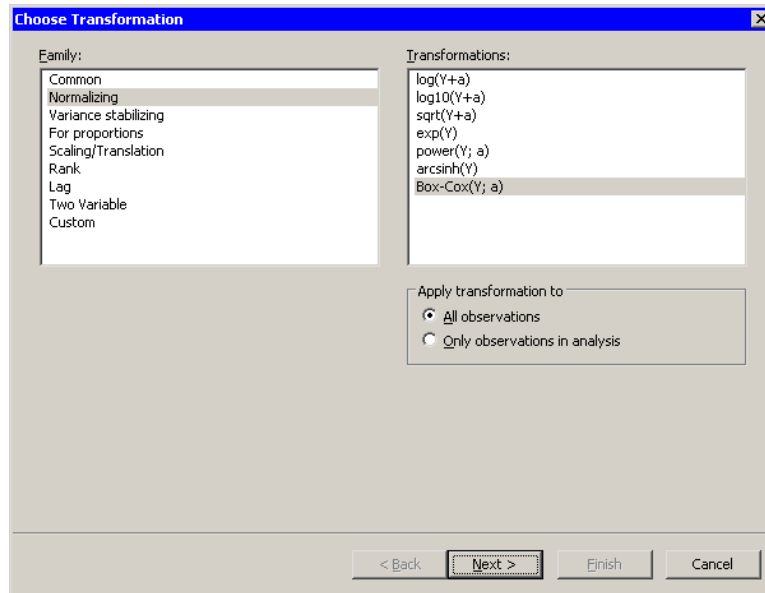 Choose Transformation
Family:
Common
Normalizing
Variance stabilizing
For proportions
Scaling/Translation
Rank
Lag
Two Variable
Custom
Transformations:
log(Y+a)
log10(Y+a)
sqrt(Y+a)
exp(Y)
power(Y; a)
arcsinh(Y)
Box-Cox(Y; a)
Apply transformation to
All observations
Only observations in analysis
< Back Next > Finish Cancel